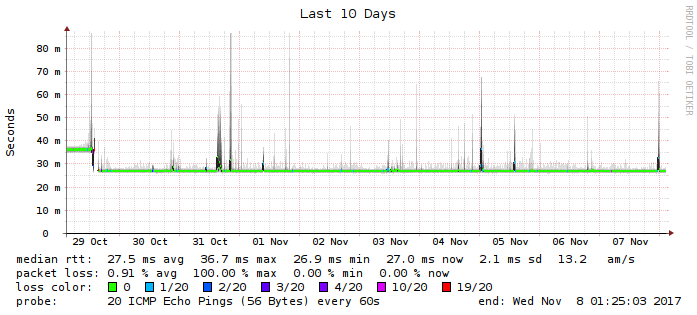 Last 10 Days
RRDTOOL / TOBI OETIKER
Seconds
80 m
70 m
60 m
50 m
40 m
30 m
20 m
10 m
0
29 Oct 30 Oct 31 Oct 01 Nov 02 Nov 03 Nov 04 Nov 05 Nov 06 Nov 07 Nov
median rtt: 27.5 ms avg 36.7 ms max 26.9 ms min 27.0 ms now 2.1 ms sd 13.2 am/s
packet loss: 0.91 % avg 100.00 % max 0.00 % min 0.00 % now
loss color: 0 1/20 2/20 3/20 4/20 10/20 19/20
probe: 20 ICMP Echo Pings (56 Bytes) every 60s end: Wed Nov 8 01:25:03 2017